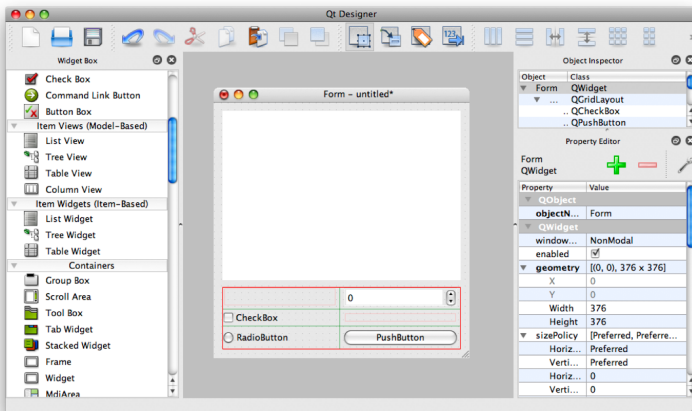 Qt Designer
123
Widget Box
Check Box
Command Link Button
Button Box
Item Views (Model-Based)
List View
Tree View
Table View
Column View
Item Widgets (Item-Based)
List Widget
Tree Widget
Table Widget
Containers
Group Box
Scroll Area
Tool Box
Tab Widget
Stacked Widget
Frame
Widget
MdiArea
Form - untitled*
0
CheckBox
RadioButton
PushButton
Object Inspector
Object Class
Form QWidget
... QGridLayout
.. QCheckBox
.. QPushButton
Property Editor
Form
QWidget
Property Value
QObject
objectN... Form
QWidget
window... NonModal
enabled
geometry [(0, 0), 376 x 376]
X 0
Y 0
Width 376
Height 376
sizePolicy [Preferred, Preferre...
Horiz... Preferred
Verti... Preferred
Horiz... 0
Verti... 0